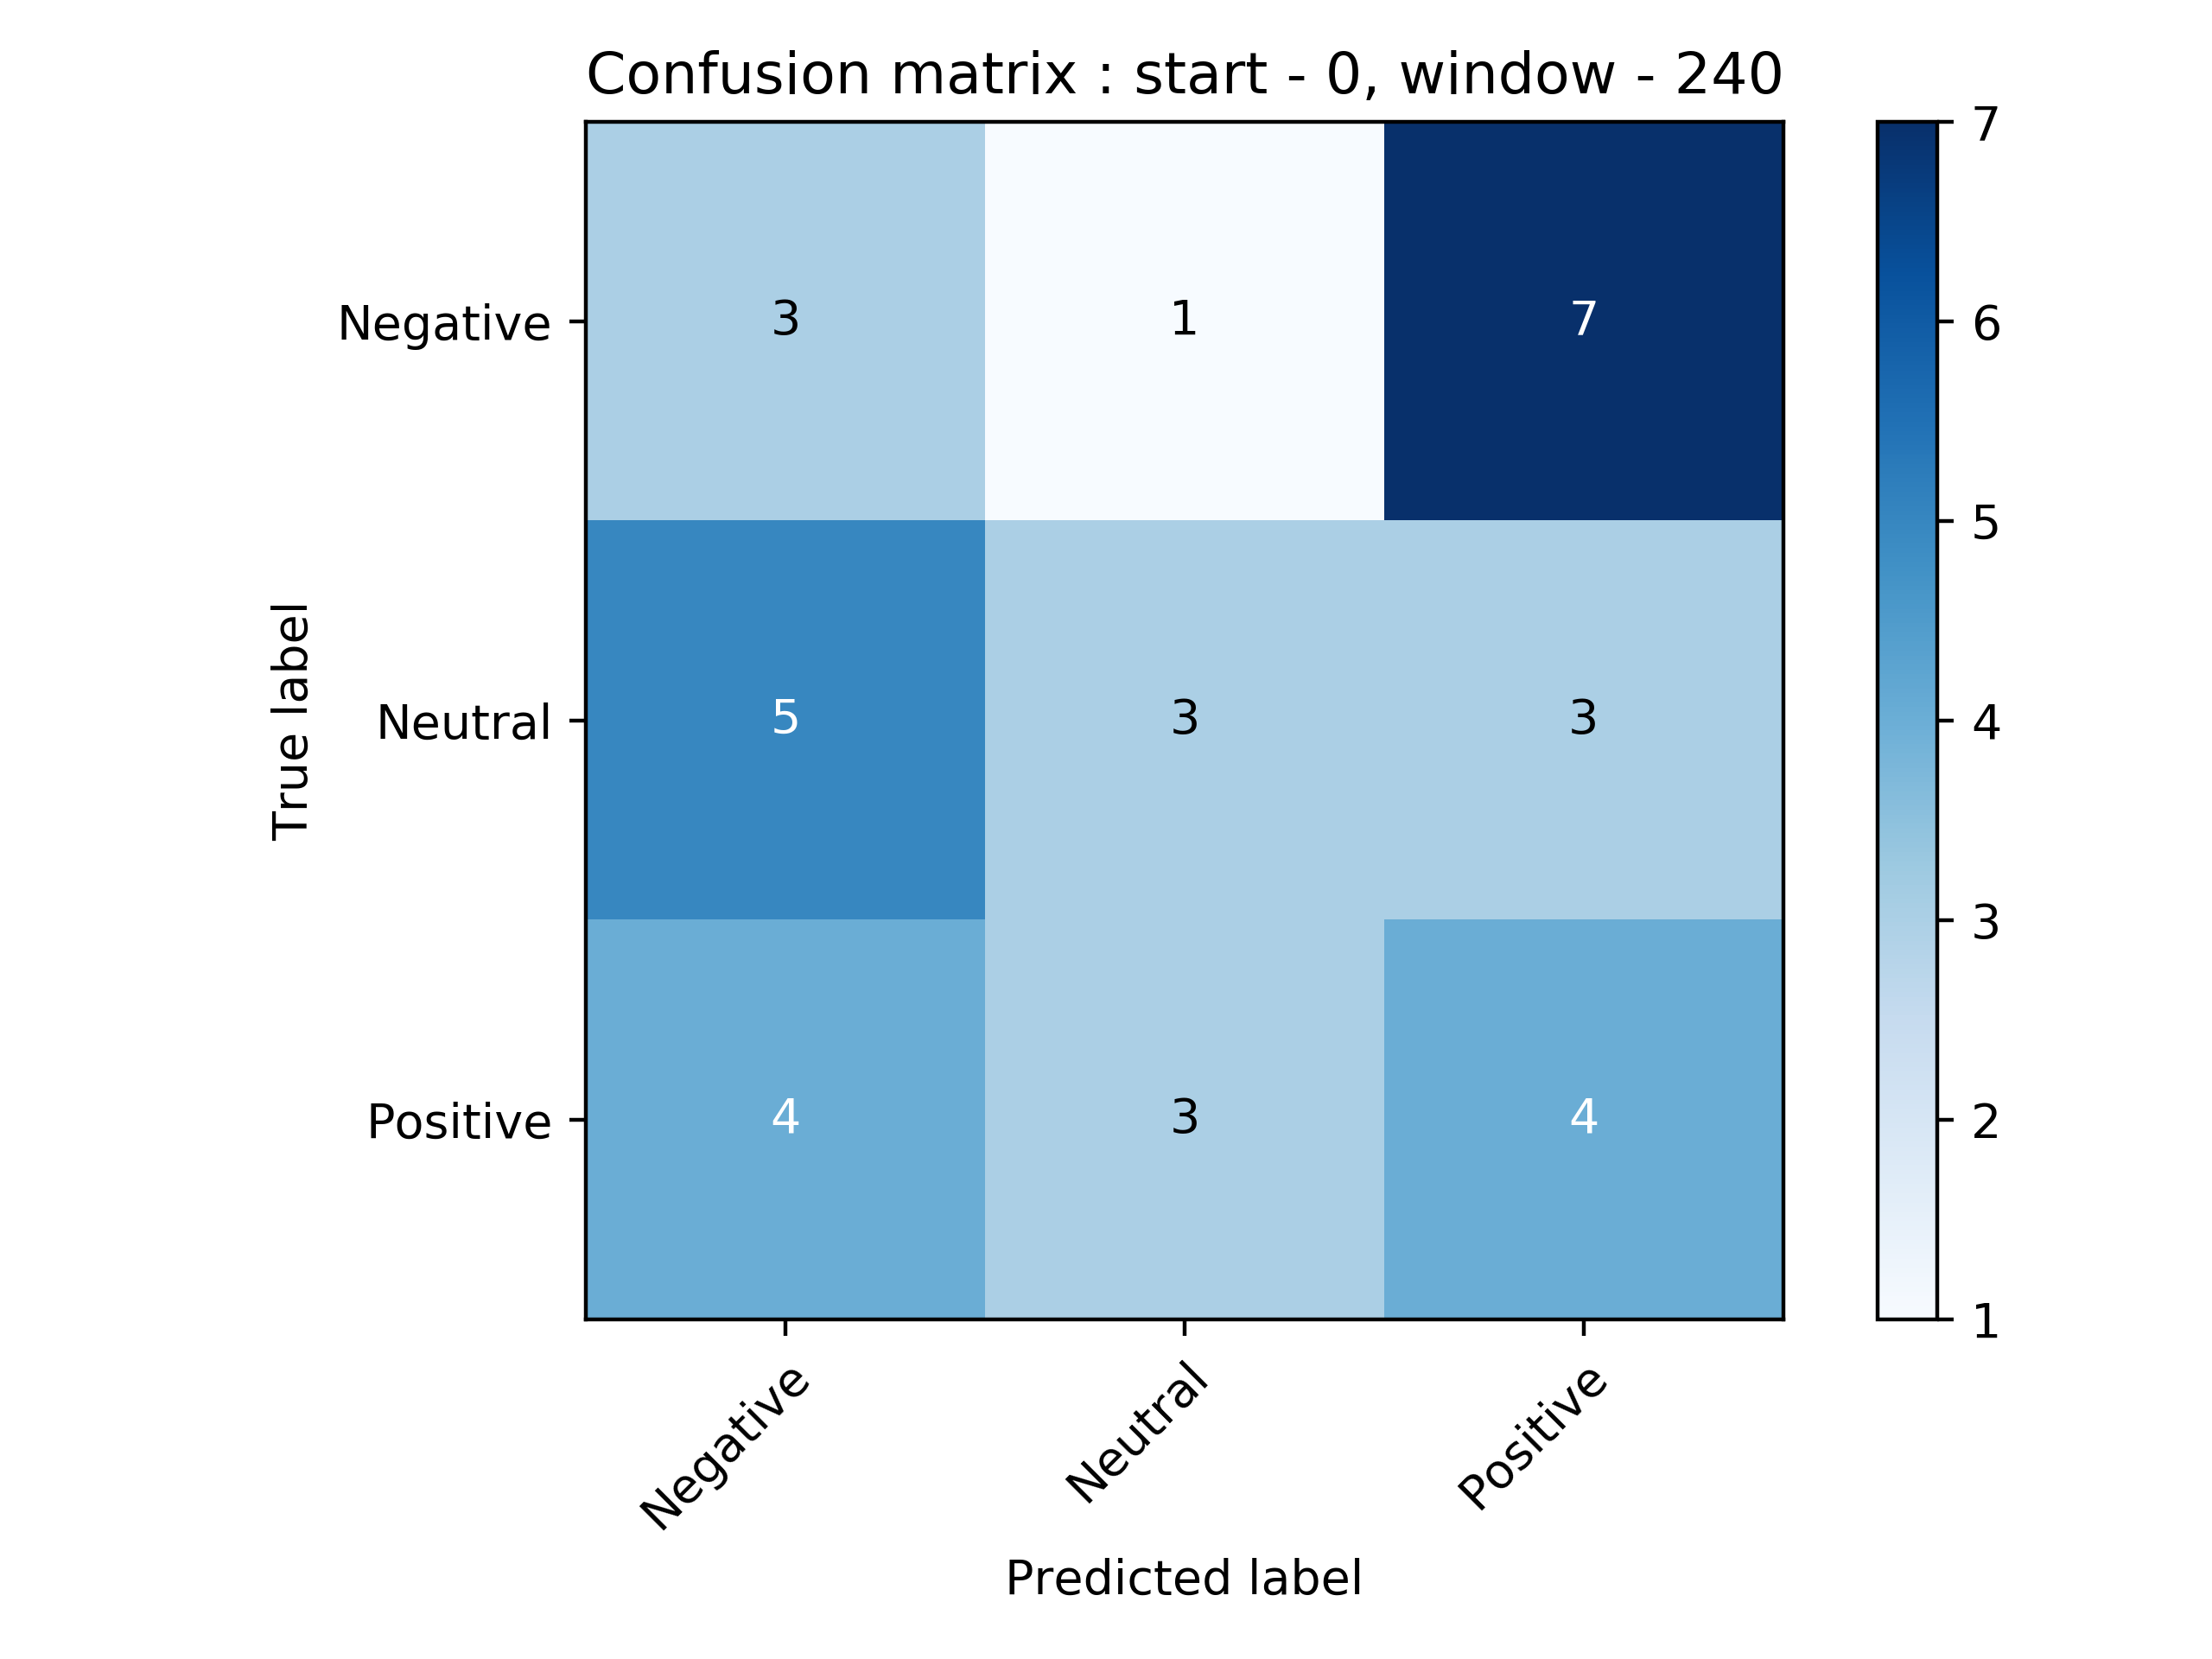 Confusion matrix : start - 0, window - 240
7
Negative
3
1
7
6
5
True label
Neutral
5
3
3
4
3
Positive
4
3
4
2
1
Negative
Neutral
Positive
Predicted label